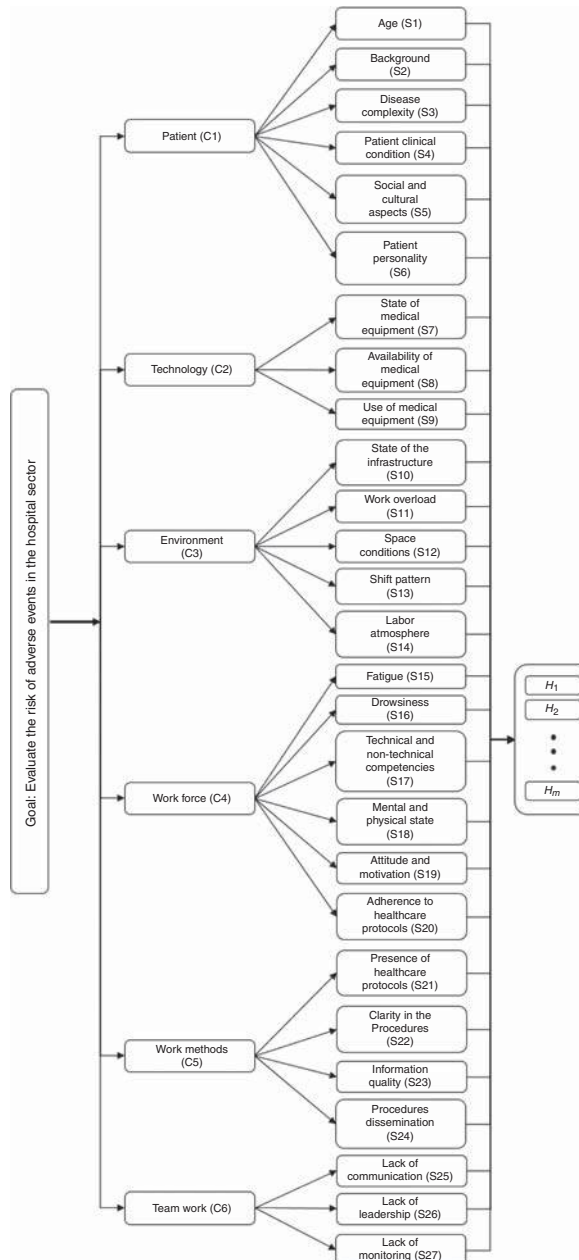 Goal: Evaluate the risk of adverse events in the hospital sector
Patient (C1)
Age (S1)
Background
(S2)
Disease
complexity (S3)
Patient clinical
condition (S4)
Social and
cultural
aspects (S5)
Patient
personality
(S6)
Technology (C2)
State of
medical
equipment (S7)
Availability of
medical
equipment (S8)
Use of medical
equipment (S9)
Environment
(C3)
State of the
infrastructure
(S10)
Work overload
(S11)
Space
conditions (S12)
Shift pattern
(S13)
Labor
atmosphere
(S14)
Work force (C4)
Fatigue (S15)
Drowsiness
(S16)
Technical and
non-technical
competencies
(S17)
Mental and
physical state
(S18)
Attitude and
motivation (S19)
Adherence to
healthcare
protocols (S20)
Work methods
(C5)
Presence of
healthcare
protocols
(S21)
Clarity in the
Procedures
(S22)
Information
quality (S23)
Procedures
dissemination
(S24)
Team work (C6)
Lack of
communication (S25)
Lack of
leadership (S26)
Lack of
monitoring (S27)
H1
H2
Hm